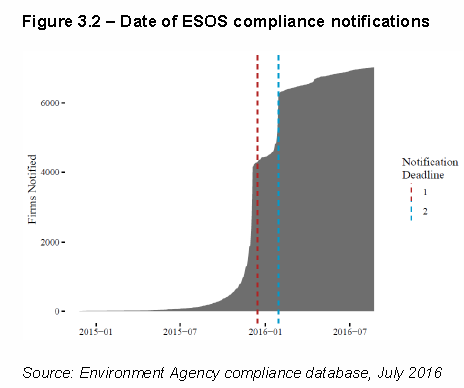 Figure 3.2 – Date of ESOS compliance notifications
6000
4000
2000
0
Firms Notified
2015−01
2015−07
2016−01
2016−07
Notification
Deadline
1
2
Source: Environment Agency compliance database, July 2016